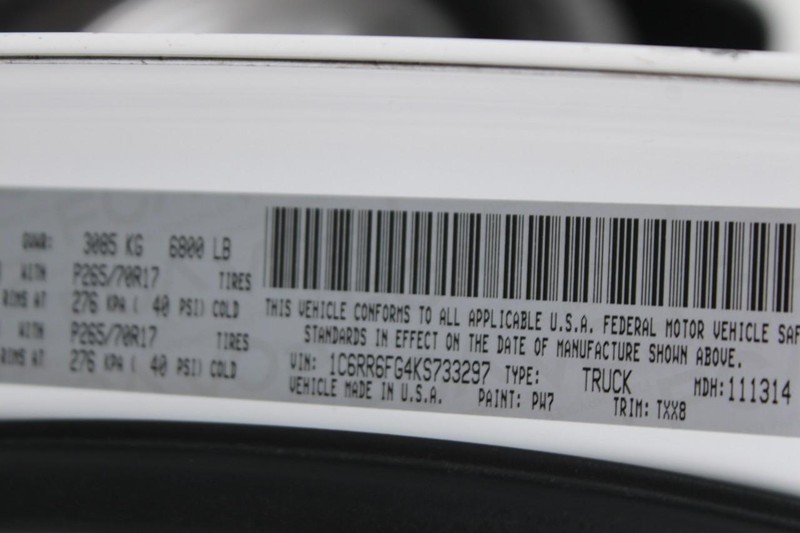 GVWR: 3085 KG 6800 LB
WITH P265/70R17 TIRES
RIMS AT 276 KPA ( 40 PSI) COLD
WITH P265/70R17 TIRES
RIMS AT 276 KPA ( 40 PSI) COLD
THIS VEHICLE CONFORMS TO ALL APPLICABLE U.S.A. FEDERAL MOTOR VEHICLE SAF
STANDARDS IN EFFECT ON THE DATE OF MANUFACTURE SHOWN ABOVE.
VIN: 1C6RR6FG4KS733297 TYPE: TRUCK MDH:111314
VEHICLE MADE IN U.S.A. PAINT: PW7 TRIM: TXX8